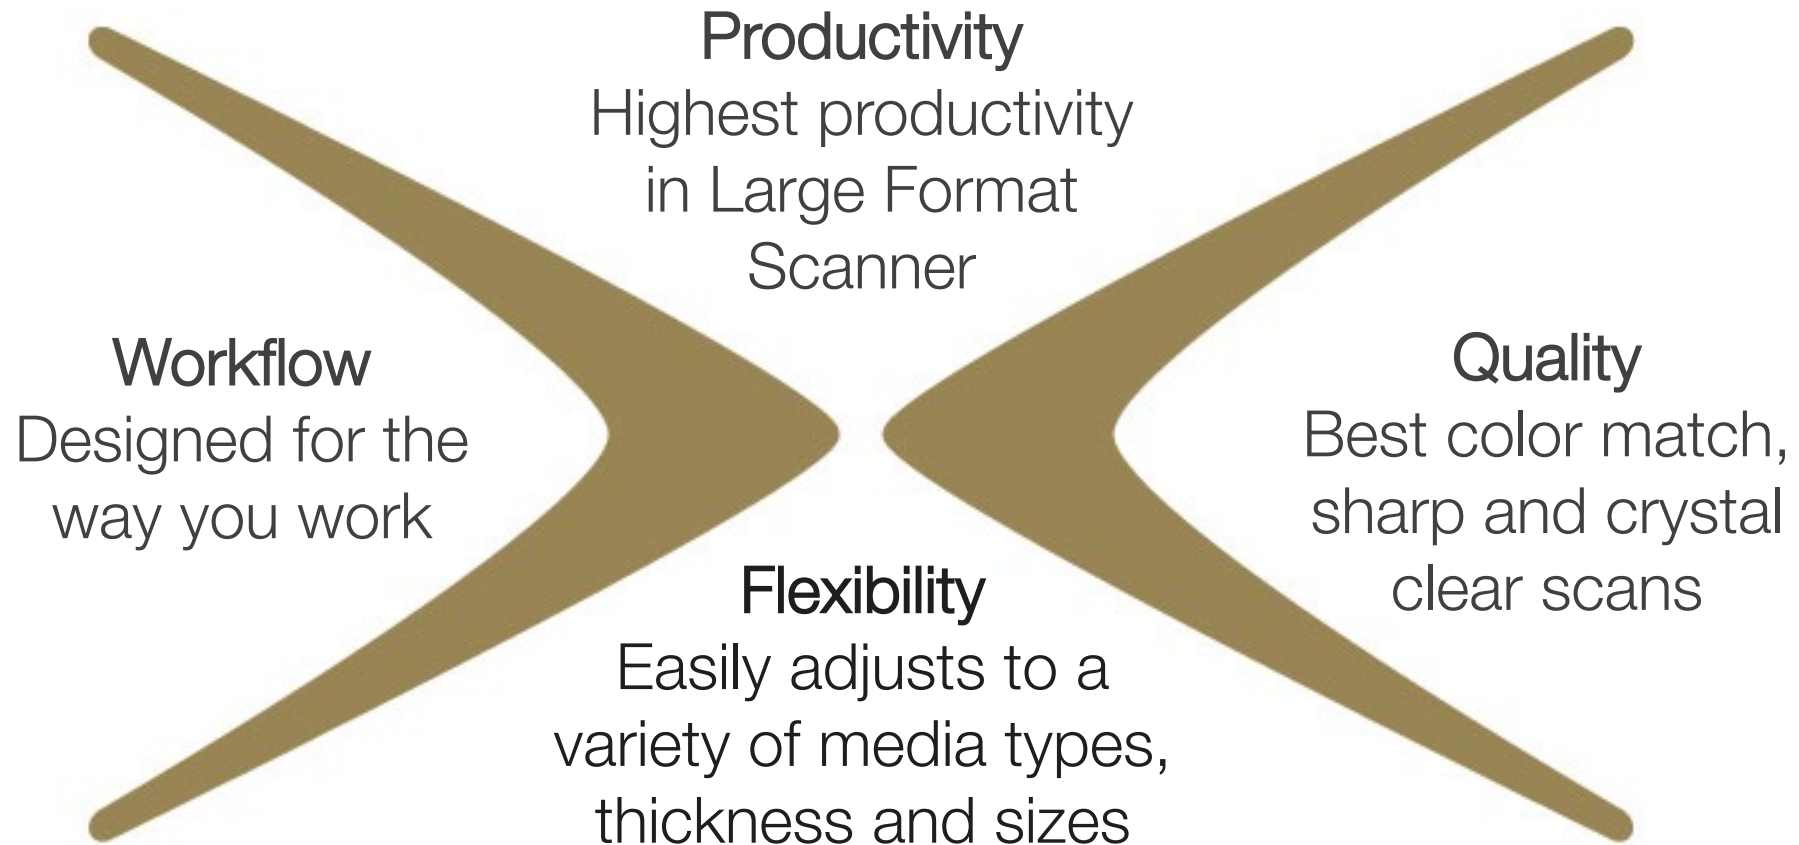 Productivity
Highest productivity
in Large Format
Scanner
Workflow
Designed for the
way you work
Quality
Best color match,
sharp and crystal
clear scans
Flexibility
Easily adjusts to a
variety of media types,
thickness and sizes